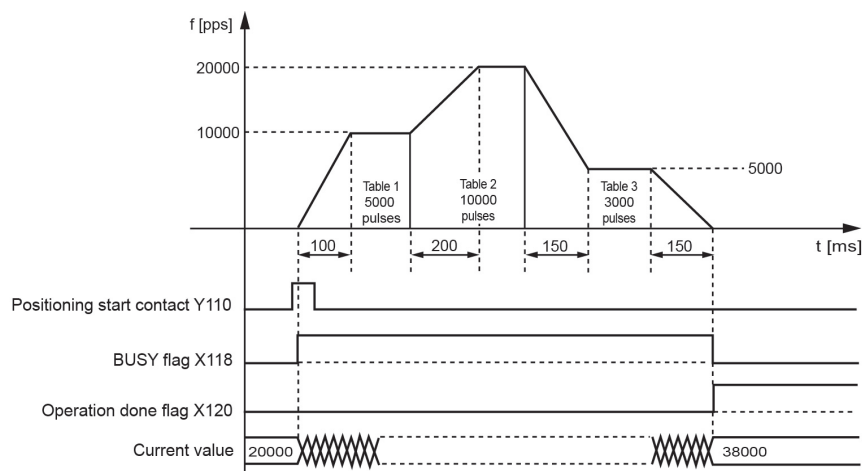 f [pps]
20000
10000
Table 1
5000
pulses
Table 2
10000
pulses
Table 3
3000
pulses
5000
100
200
150
150
t [ms]
Positioning start contact Y110
BUSY flag X118
Operation done flag X120
Current value
20000
38000